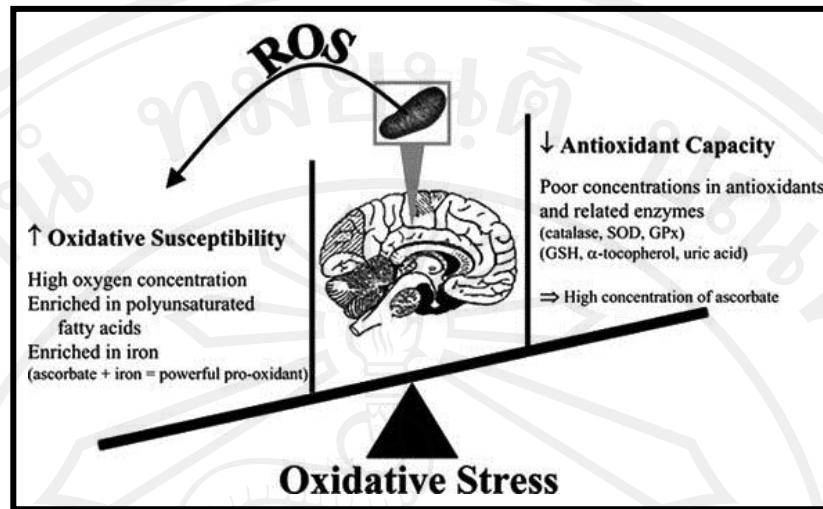 ROS
↑ Oxidative Susceptibility
High oxygen concentration
Enriched in polyunsaturated
fatty acids
Enriched in iron
(ascorbate + iron = powerful pro-oxidant)
↓ Antioxidant Capacity
Poor concentrations in antioxidants
and related enzymes
(catalase, SOD, GPx)
(GSH, α-tocopherol, uric acid)
⇒ High concentration of ascorbate
Oxidative Stress